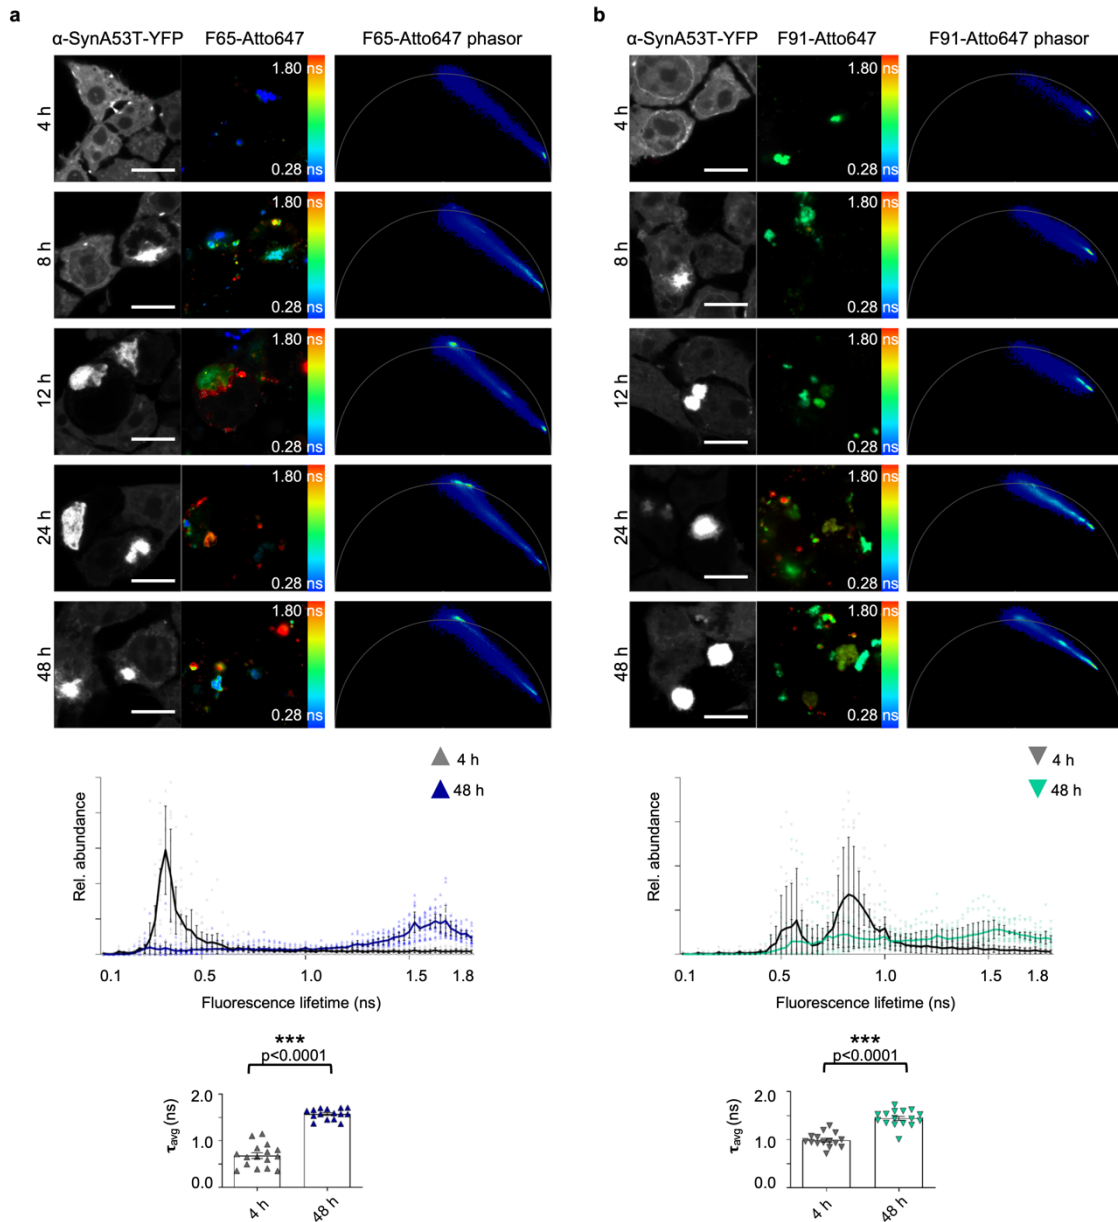 a
α-SynA53T-YFP F65-Atto647 F65-Atto647 phasor
4 h
1.80 ns
0.28 ns
8 h
1.80 ns
0.28 ns
12 h
1.80 ns
0.28 ns
24 h
1.80 ns
0.28 ns
48 h
1.80 ns
0.28 ns
4 h
48 h
Rel. abundance
0.1 0.5 1.0 1.5 1.8
Fluorescence lifetime (ns)
***
p<0.0001
2.0
1.0
0.0
τavg (ns)
4 h 48 h
b
α-SynA53T-YFP F91-Atto647 F91-Atto647 phasor
4 h
1.80 ns
0.28 ns
8 h
1.80 ns
0.28 ns
12 h
1.80 ns
0.28 ns
24 h
1.80 ns
0.28 ns
48 h
1.80 ns
0.28 ns
4 h
48 h
Rel. abundance
0.1 0.5 1.0 1.5 1.8
Fluorescence lifetime (ns)
***
p<0.0001
2.0
1.0
0.0
τavg (ns)
4 h 48 h